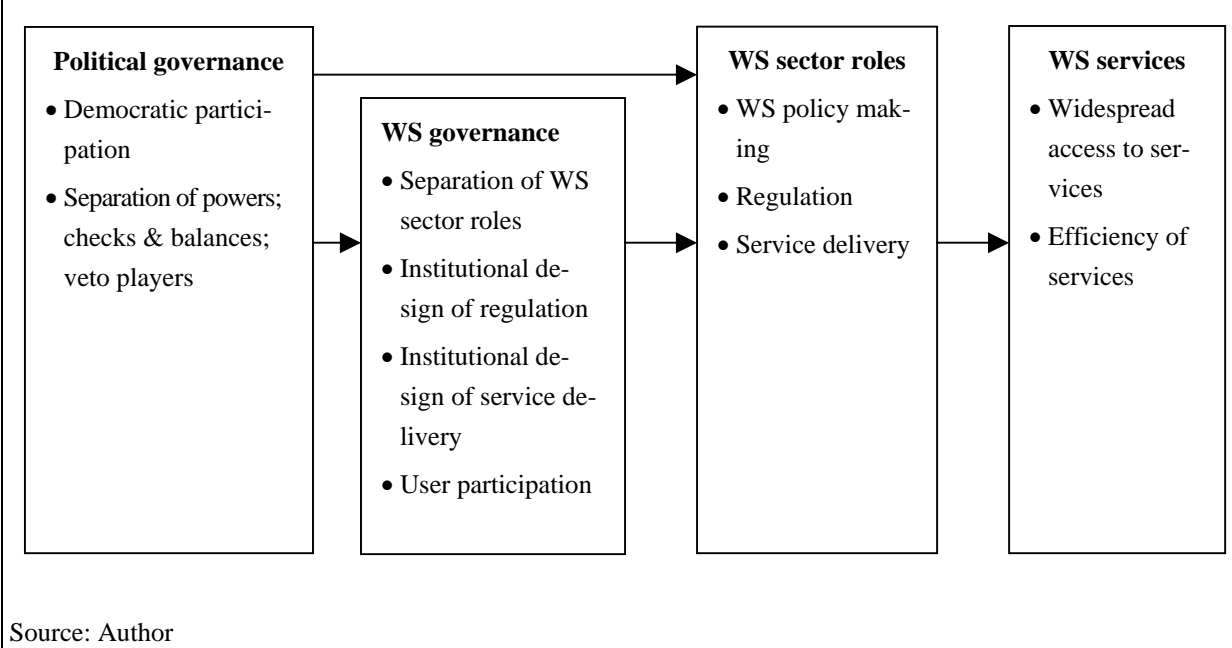 Political governance
• Democratic partici-
pation
• Separation of powers;
checks & balances;
veto players
WS governance
• Separation of WS
sector roles
• Institutional de-
sign of regulation
• Institutional de-
sign of service de-
livery
• User participation
WS sector roles
• WS policy mak-
ing
• Regulation
• Service delivery
WS services
• Widespread
access to ser-
vices
• Efficiency of
services
Source: Author